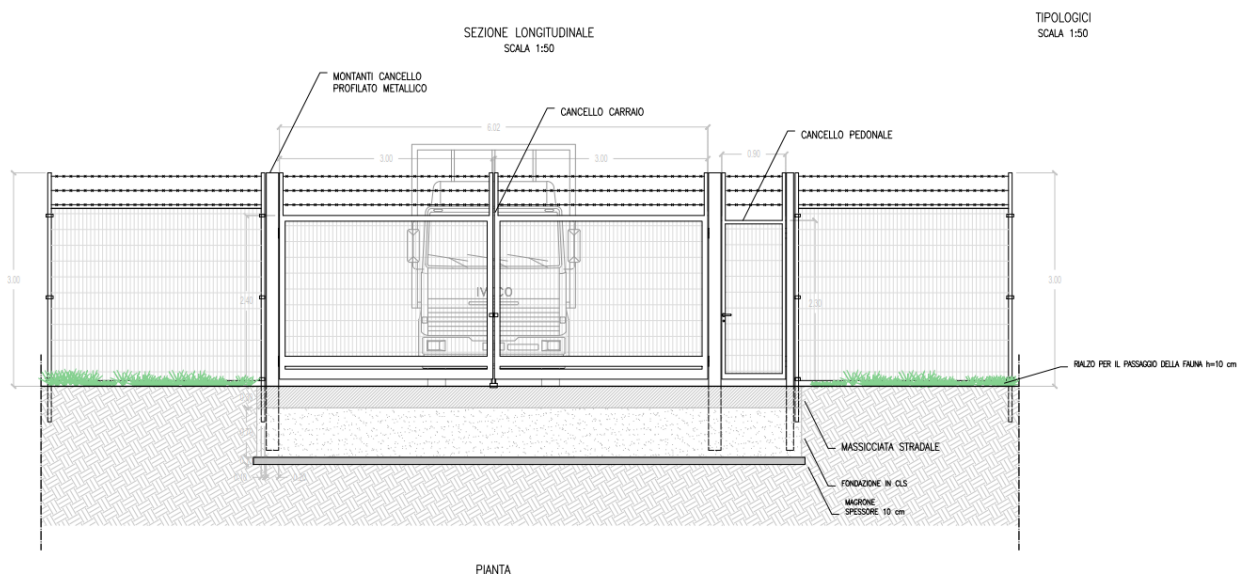 SEZIONE LONGITUDINALE
SCALA 1:50
TIPOLOGICI
SCALA 1:50
MONTANTI CANCELLO
PROFILATO METALLICO
CANCELLO CARRAIO
CANCELLO PEDONALE
6.02
3.00
3.00
0.90
3.00
2.40
IVECO
2.00
3.00
RIALZO PER IL PASSAGGIO DELLA FAUNA h=10 cm
MASSICCIATA STRADALE
FONDAZIONE IN CLS
MAGRONE
SPESSORE 10 cm
PIANTA